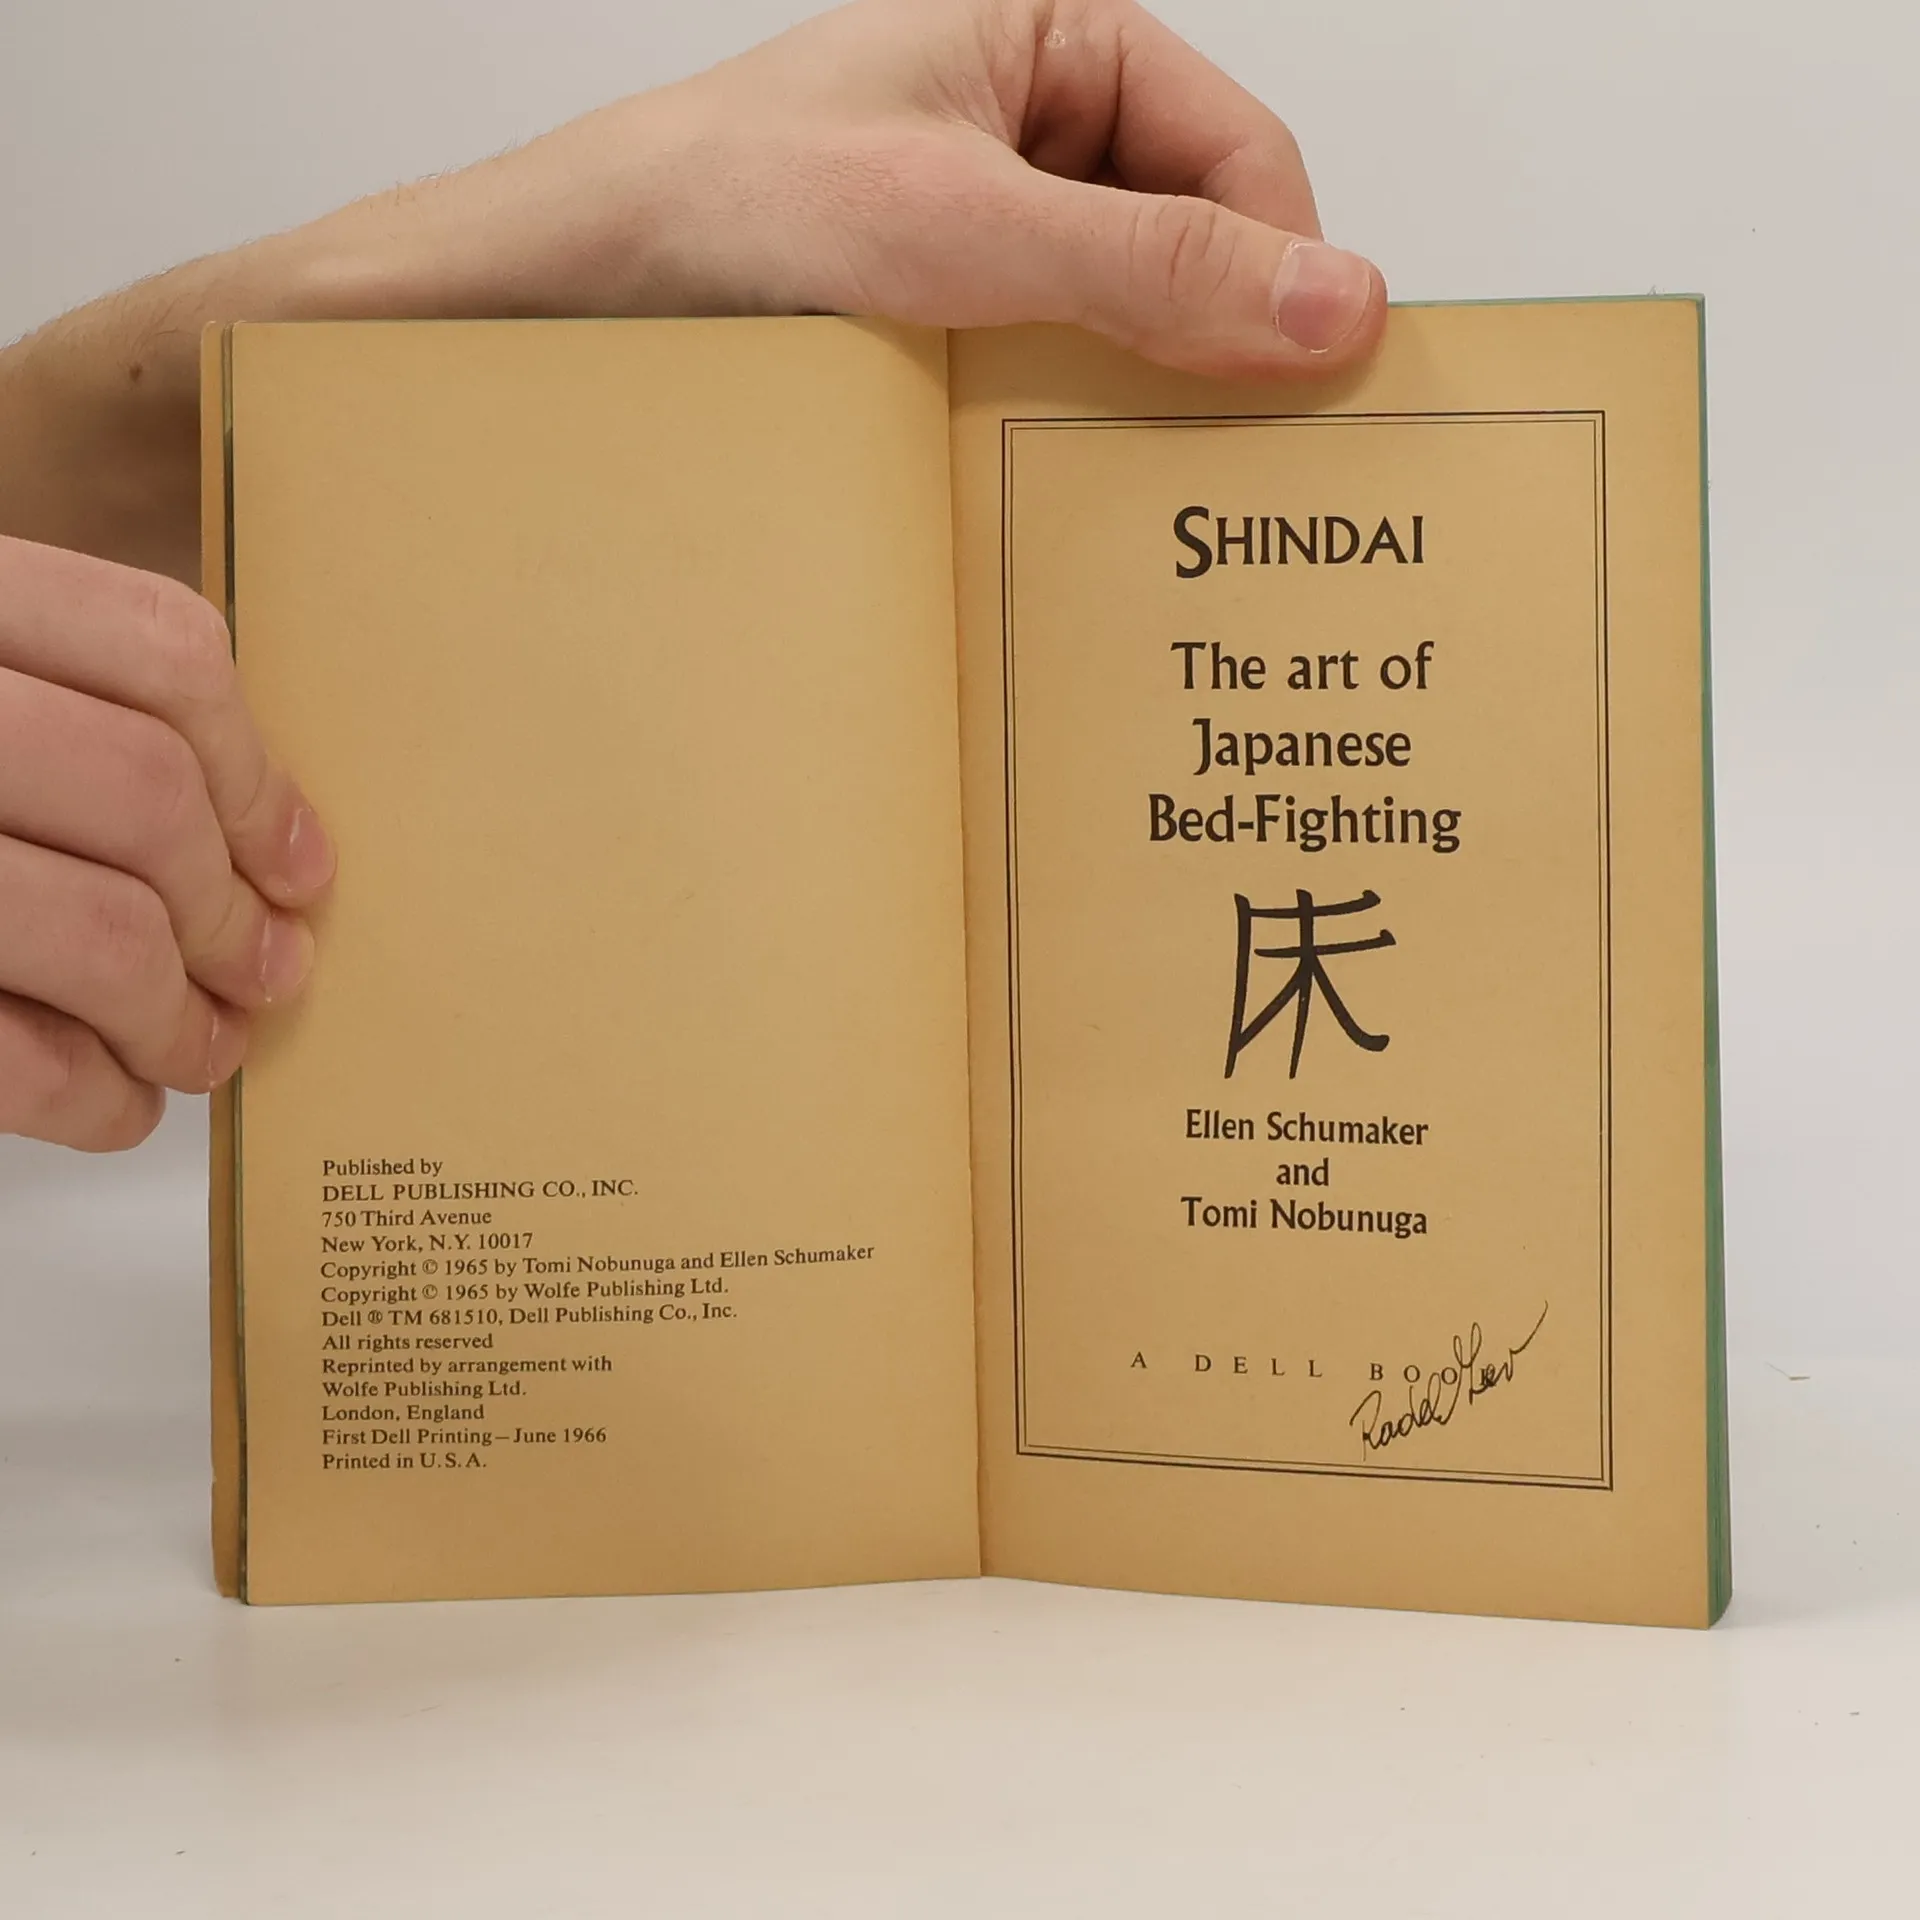 Published by
DELL PUBLISHING CO., INC.
750 Third Avenue
New York, N.Y. 10017
Copyright © 1965 by Tomi Nobunuga and Ellen Schumaker
Copyright © 1965 by Wolfe Publishing Ltd.
Dell ® TM 681510, Dell Publishing Co., Inc.
All rights reserved
Reprinted by arrangement with
Wolfe Publishing Ltd.
London, England
First Dell Printing—June 1966
Printed in U.S.A.
SHINDAI
The art of
Japanese
Bed-Fighting
床
Ellen Schumaker
and
Tomi Nobunuga
A DELL BOOK